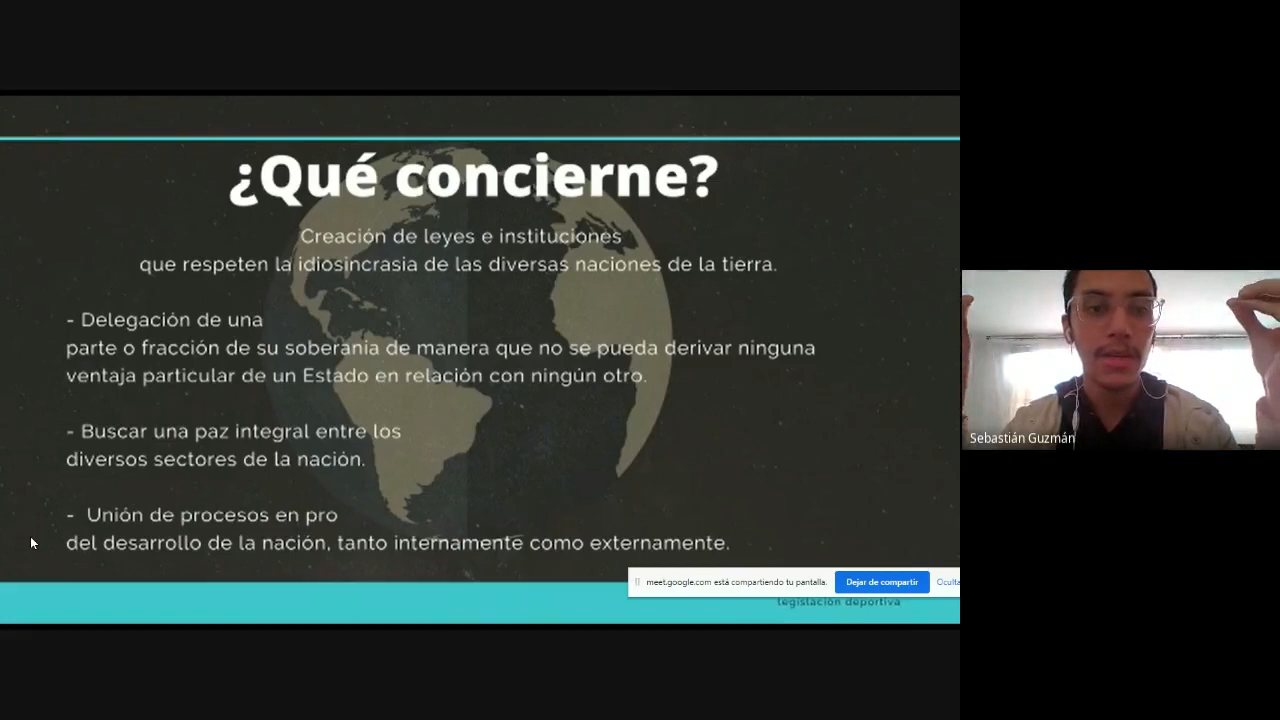 ¿Qué concierne?
Creación de leyes e instituciones
que respeten la idiosincrasia de las diversas naciones de la tierra.
- Delegación de una
parte o fracción de su soberanía de manera que no se pueda derivar ninguna
ventaja particular de un Estado en relación con ningún otro.
- Buscar una paz integral entre los
diversos sectores de la nación.
- Unión de procesos en pro
del desarrollo de la nación, tanto internamente como externamente.
meet.google.com está compartiendo tu pantalla.
Dejar de compartir
Oculta
legislación deportiva
Sebastián Guzmán